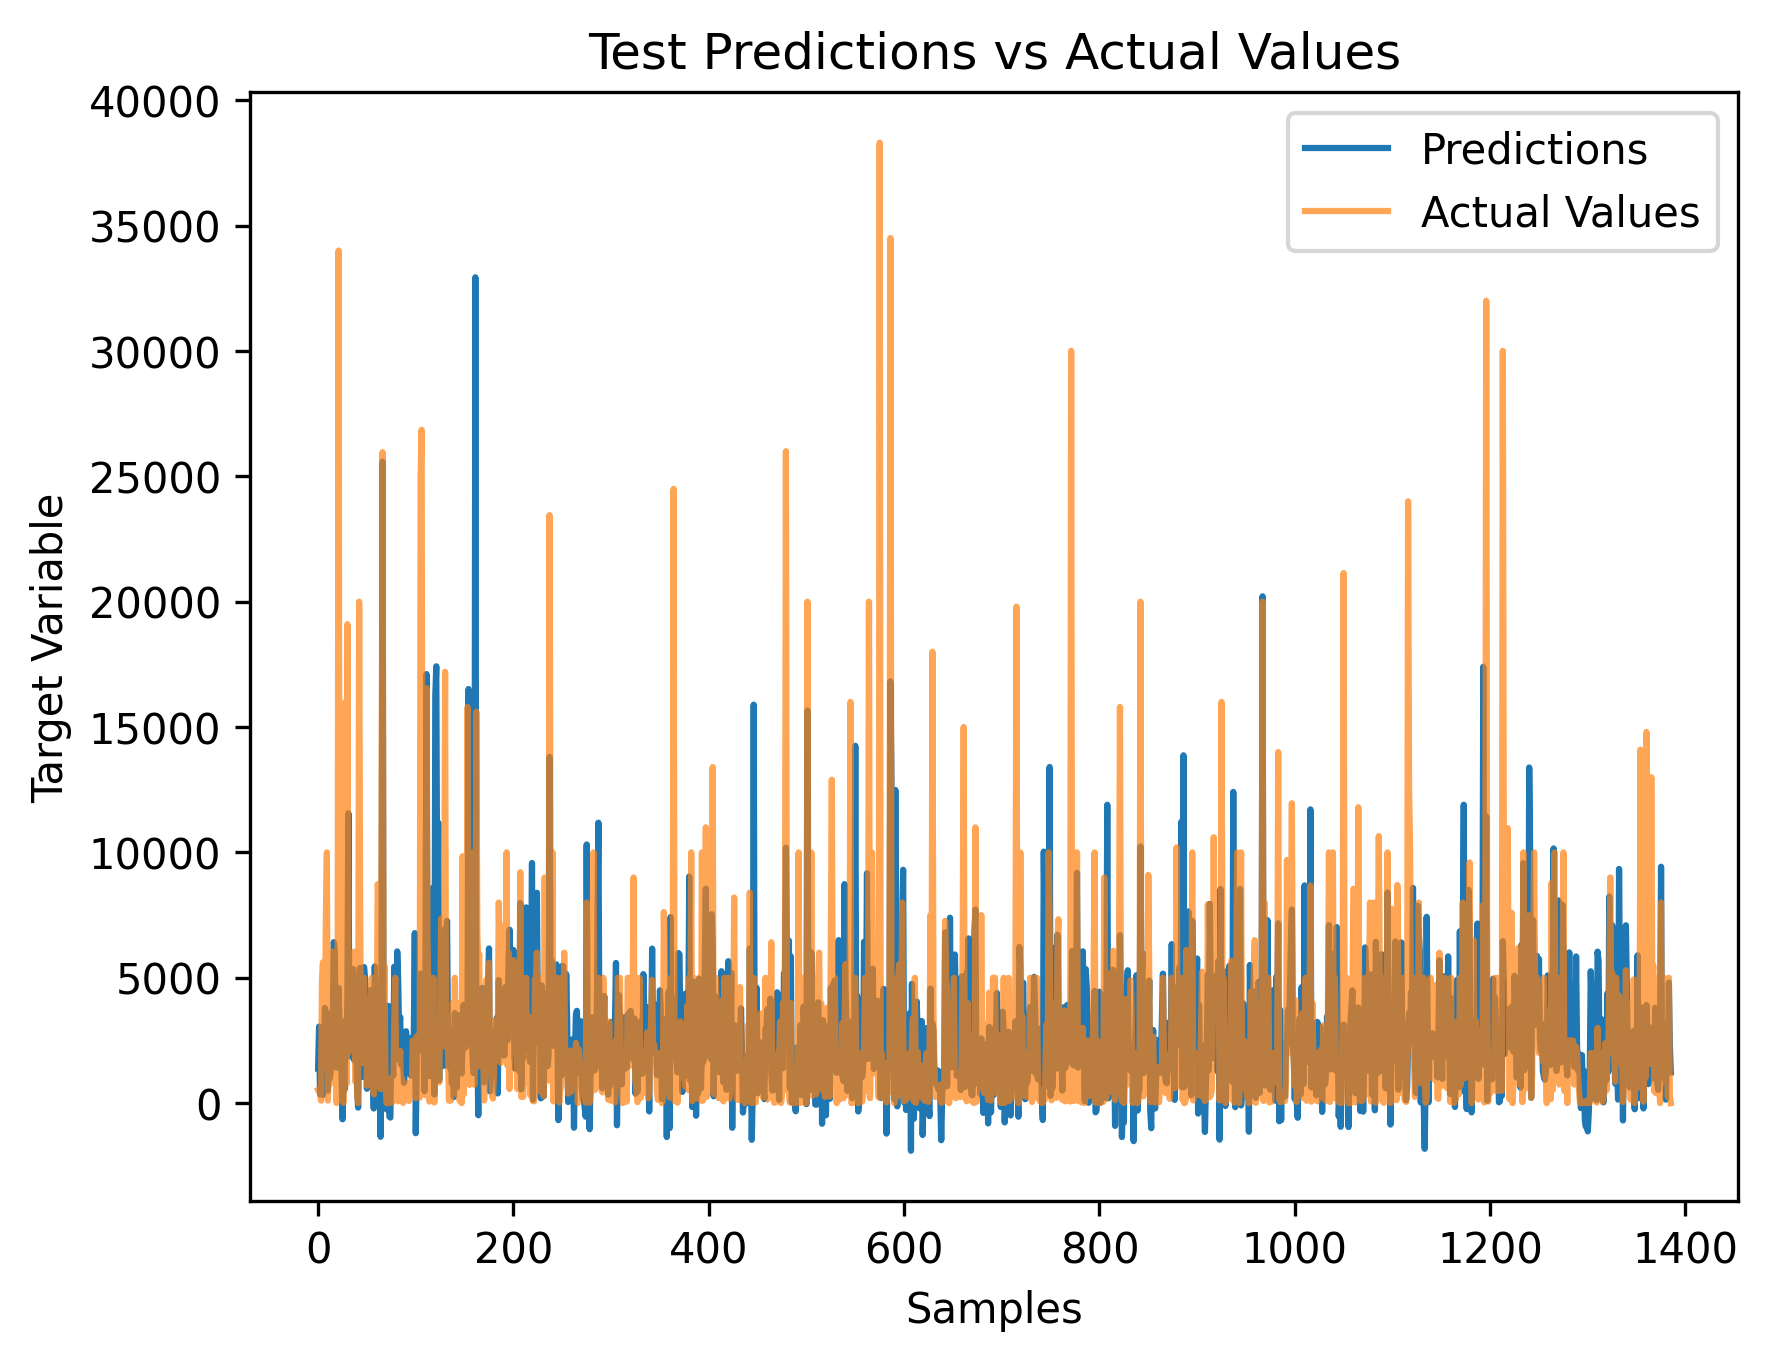 Test Predictions vs Actual Values
40000
35000
30000
25000
20000
15000
10000
5000
0
Target Variable
Predictions
Actual Values
0 200 400 600 800 1000 1200 1400
Samples